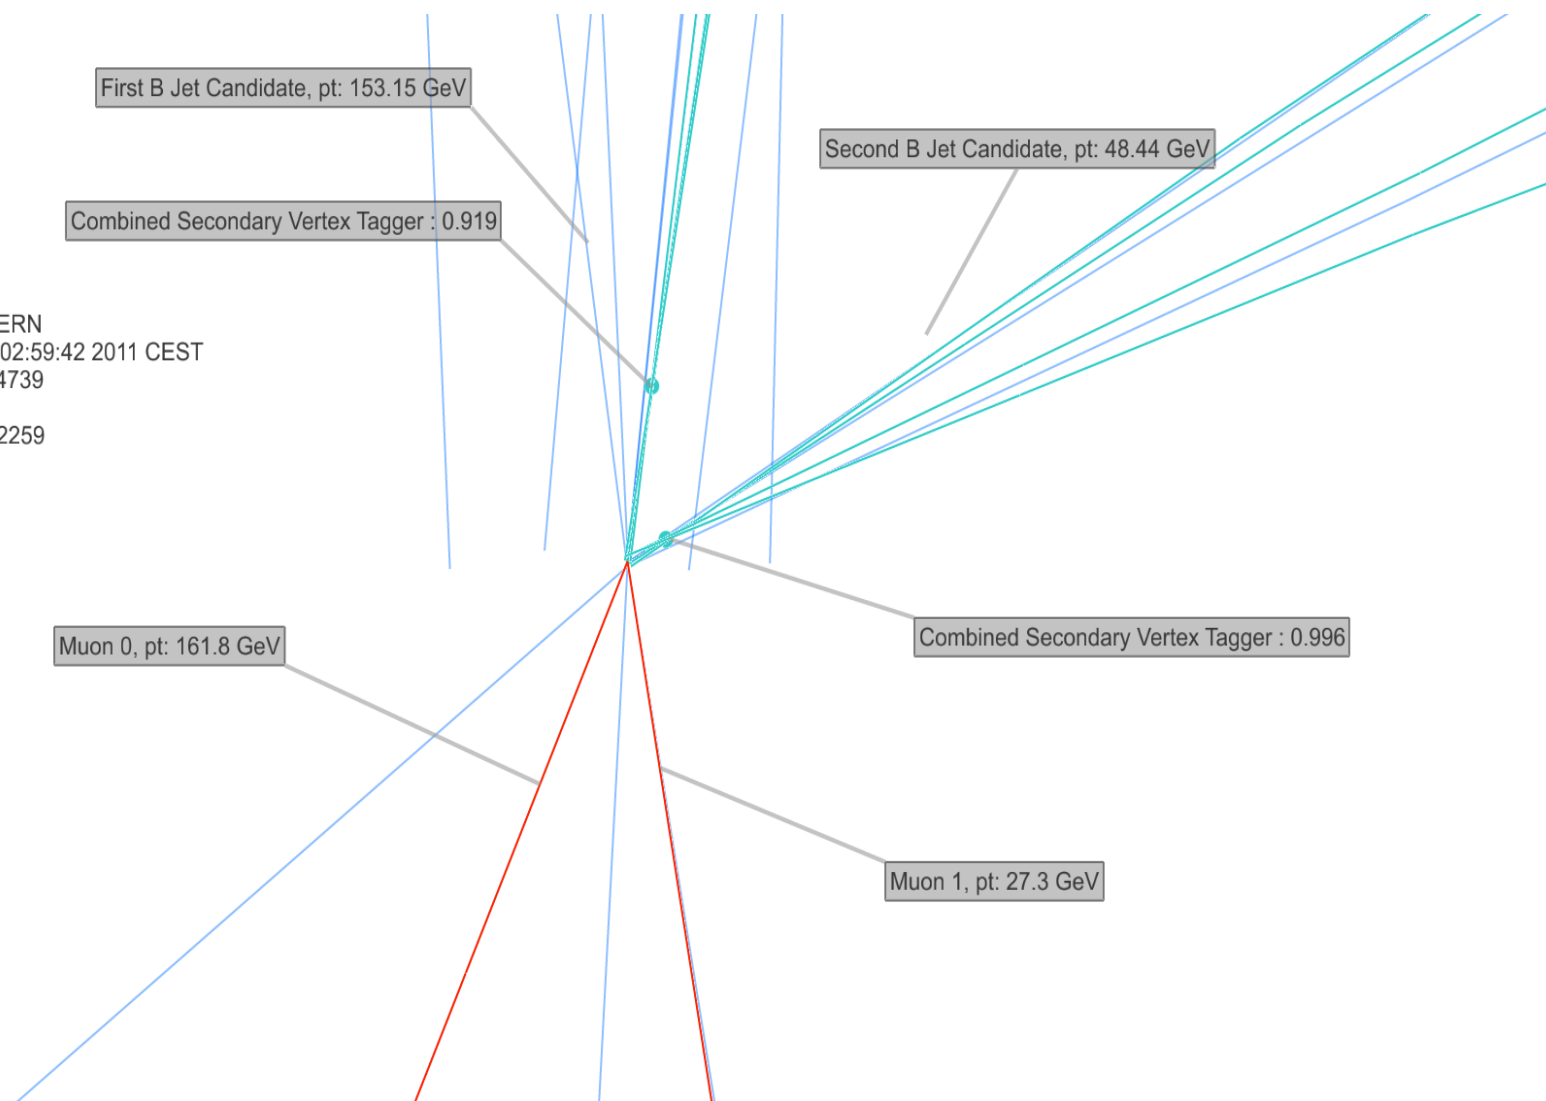 First B Jet Candidate, pt: 153.15 GeV
Second B Jet Candidate, pt: 48.44 GeV
Combined Secondary Vertex Tagger : 0.919
ERN
02:59:42 2011 CEST
4739
2259
Muon 0, pt: 161.8 GeV
Combined Secondary Vertex Tagger : 0.996
Muon 1, pt: 27.3 GeV